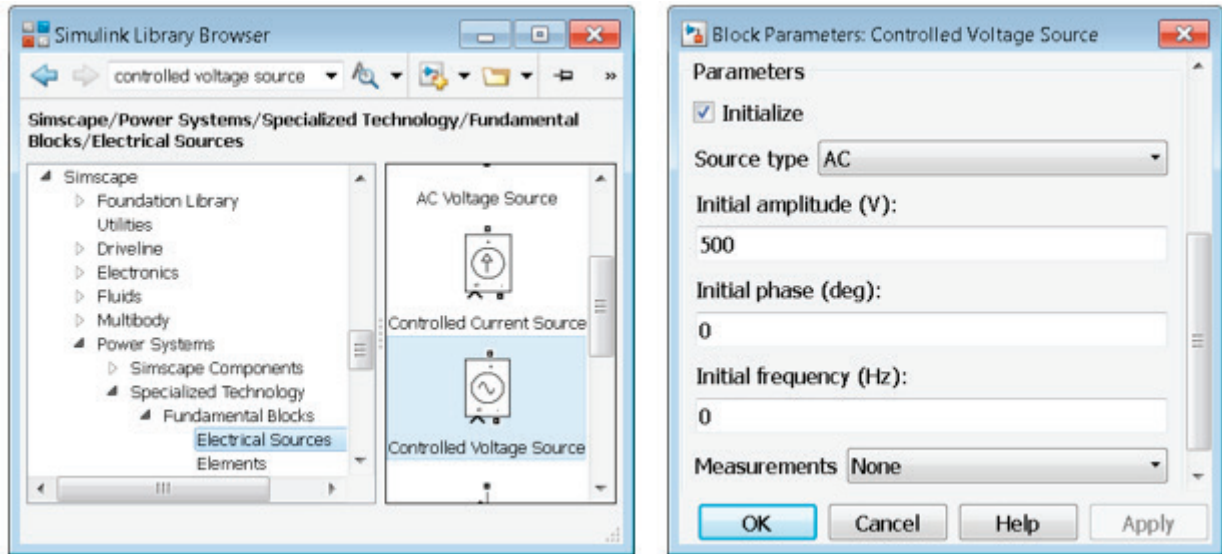 Simulink Library Browser
controlled voltage source
»
Simscape/Power Systems/Specialized Technology/Fundamental
Blocks/Electrical Sources
Simscape
Foundation Library
Utilities
Driveline
Electronics
Fluids
Multibody
Power Systems
Simscape Components
Specialized Technology
Fundamental Blocks
Electrical Sources
Elements
AC Voltage Source
Controlled Current Source
Controlled Voltage Source
Block Parameters: Controlled Voltage Source
Parameters
Initialize
Source type AC
Initial amplitude (V):
500
Initial phase (deg):
0
Initial frequency (Hz):
0
Measurements None
OK Cancel Help Apply